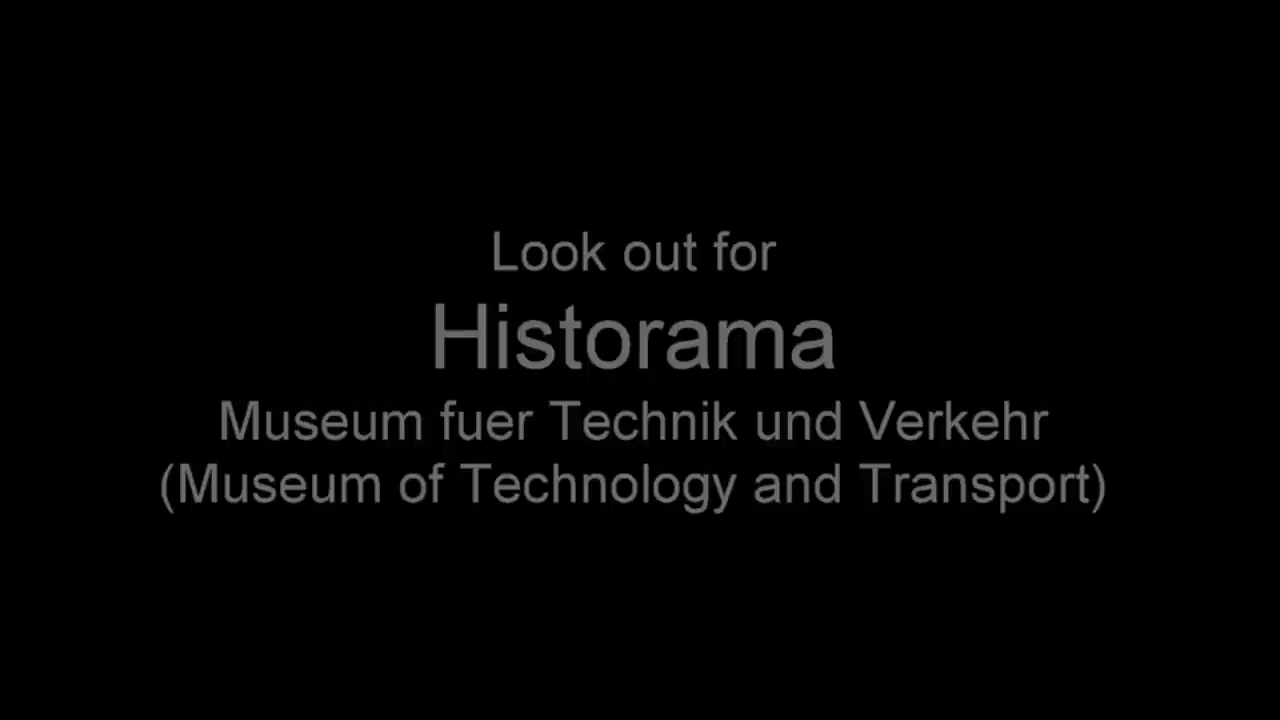 Look out for
Historama
Museum fuer Technik und Verkehr
(Museum of Technology and Transport)